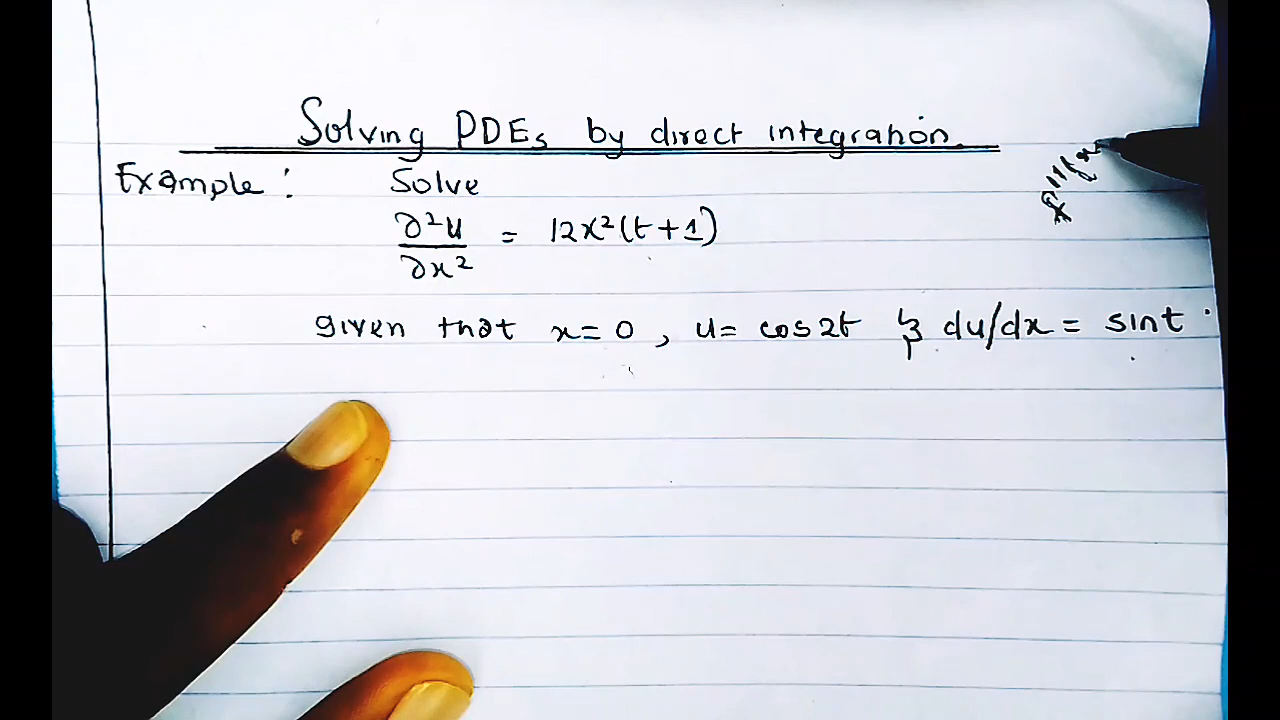 Solving PDEs by direct integration.
Example: Solve
∂²u/∂x² = 12x²(t+1)
given that x=0, u= cos2t & du/dx = sint.